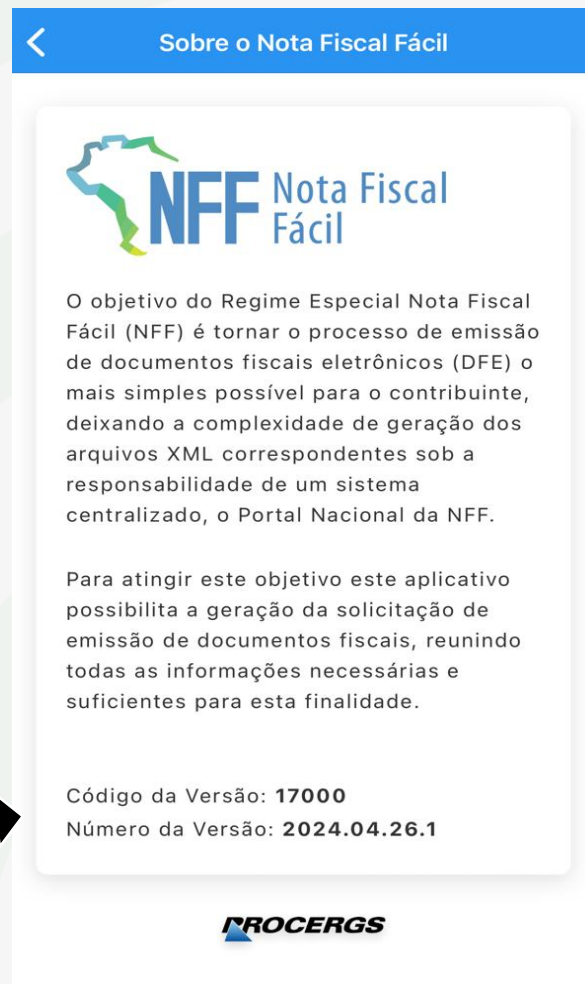 Sobre o Nota Fiscal Fácil
NFF Nota Fiscal
Fácil
O objetivo do Regime Especial Nota Fiscal
Fácil (NFF) é tornar o processo de emissão
de documentos fiscais eletrônicos (DFE) o
mais simples possível para o contribuinte,
deixando a complexidade de geração dos
arquivos XML correspondentes sob a
responsabilidade de um sistema
centralizado, o Portal Nacional da NFF.
Para atingir este objetivo este aplicativo
possibilita a geração da solicitação de
emissão de documentos fiscais, reunindo
todas as informações necessárias e
suficientes para esta finalidade.
Código da Versão: 17000
Número da Versão: 2024.04.26.1
PROCERGS